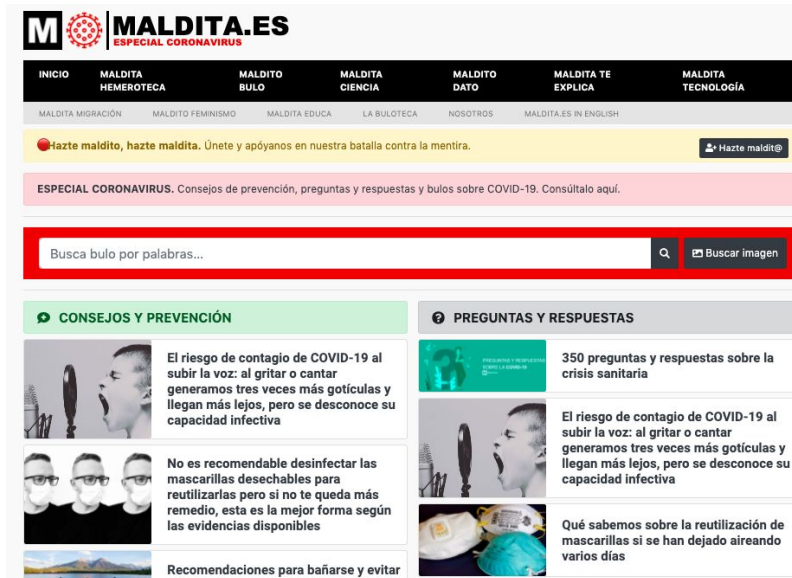 M MALDITA.ES
ESPECIAL CORONAVIRUS
INICIO
MALDITA
HEMEROTECA
MALDITO
BULO
MALDITA
CIENCIA
MALDITO
DATO
MALDITA TE
EXPLICA
MALDITA
TECNOLOGÍA
MALDITA MIGRACIÓN MALDITO FEMINISMO MALDITA EDUCA LA BULOTECA NOSOTROS MALDITA.ES IN ENGLISH
Hazte maldito, hazte maldita. Únete y apóyanos en nuestra batalla contra la mentira.
Hazte maldit@
ESPECIAL CORONAVIRUS. Consejos de prevención, preguntas y respuestas y bulos sobre COVID-19. Consúltalo aquí.
Busca bulo por palabras...
Buscar imagen
CONSEJOS Y PREVENCIÓN
El riesgo de contagio de COVID-19 al
subir la voz: al gritar o cantar
generamos tres veces más gotículas y
llegan más lejos, pero se desconoce su
capacidad infectiva
No es recomendable desinfectar las
mascarillas desechables para
reutilizarlas pero si no te queda más
remedio, esta es la mejor forma según
las evidencias disponibles
Recomendaciones para bañarse y evitar
PREGUNTAS Y RESPUESTAS
PREGUNTAS Y RESPUESTAS
SOBRE LA COVID-19
350 preguntas y respuestas sobre la
crisis sanitaria
El riesgo de contagio de COVID-19 al
subir la voz: al gritar o cantar
generamos tres veces más gotículas y
llegan más lejos, pero se desconoce su
capacidad infectiva
Qué sabemos sobre la reutilización de
mascarillas si se han dejado aireando
varios días